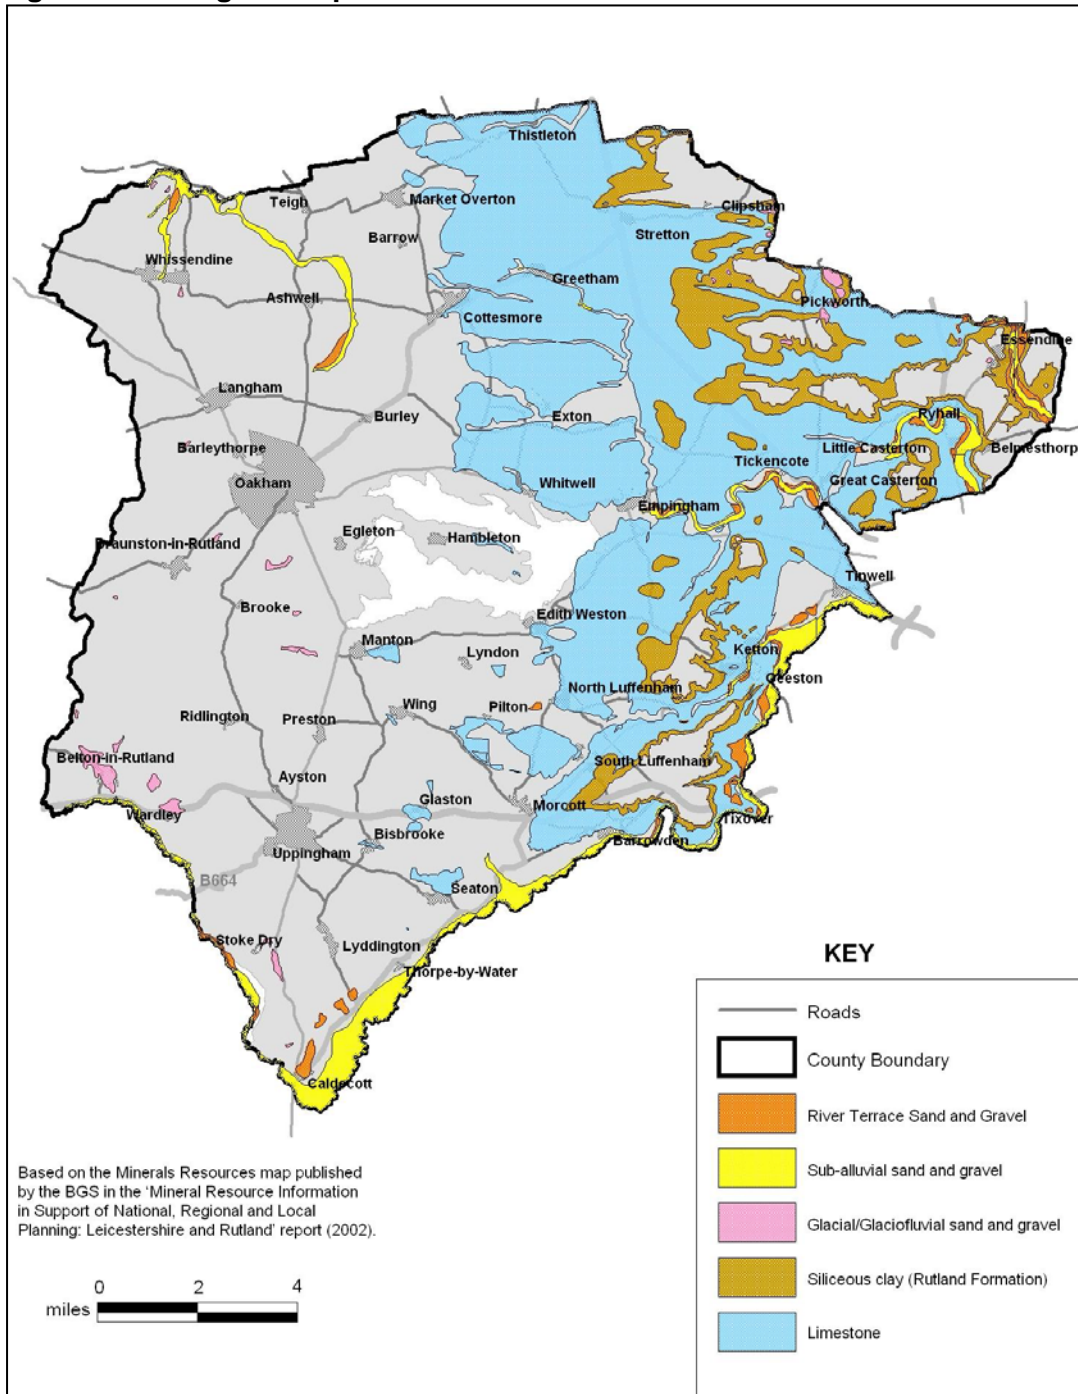 Thistleton
Teigh
Market Overton
Clipsham
Barrow
Stretton
Whissendine
Greetham
Ashwell
Pickworth
Cottesmore
Essendine
Langham
Burley
Exton
Ryhall
Barleythorpe
Little Casterton
Belmesthorp
Tickencote
Oakham
Whitwell
Great Casterton
Empingham
Egleton
Hambleton
Braunston-in-Rutland
Tinwell
Brooke
Edith Weston
Manton
Lyndon
Ketton
Geeston
North Luffenham
Ridlington
Preston
Wing
Pilton
Belton-in-Rutland
South Luffenham
Ayston
Glaston
Morcott
Wardley
Tixover
Bisbrooke
Barrowden
Uppingham
B664
Seaton
Stoke Dry
Lyddington
Thorpe-by-Water
Caldecott
KEY
Roads
County Boundary
River Terrace Sand and Gravel
Sub-alluvial sand and gravel
Glacial/Glaciofluvial sand and gravel
Siliceous clay (Rutland Formation)
Limestone
Based on the Minerals Resources map published
by the BGS in the 'Mineral Resource Information
in Support of National, Regional and Local
Planning: Leicestershire and Rutland' report (2002).
0 2 4
miles